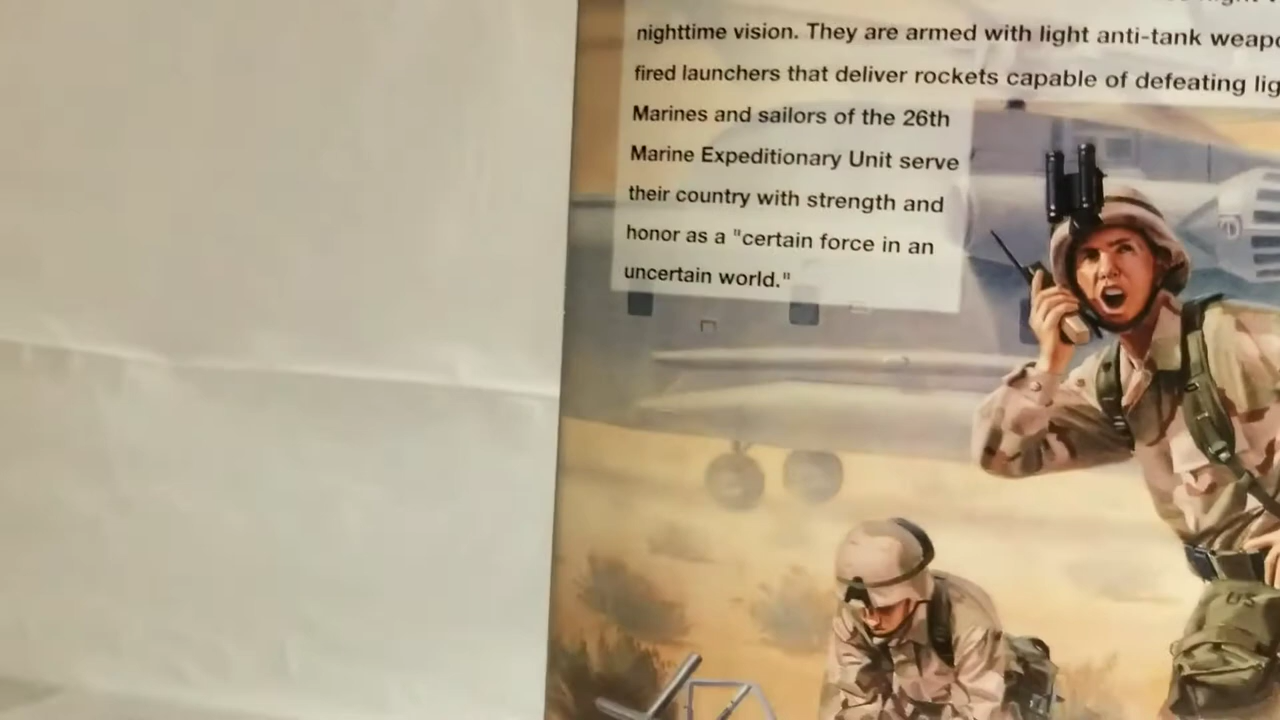 nighttime vision. They are armed with light anti-tank
fired launchers that deliver rockets capable of defeating
Marines and sailors of the 26th
Marine Expeditionary Unit serve
their country with strength and
honor as a "certain force in an
uncertain world."
US